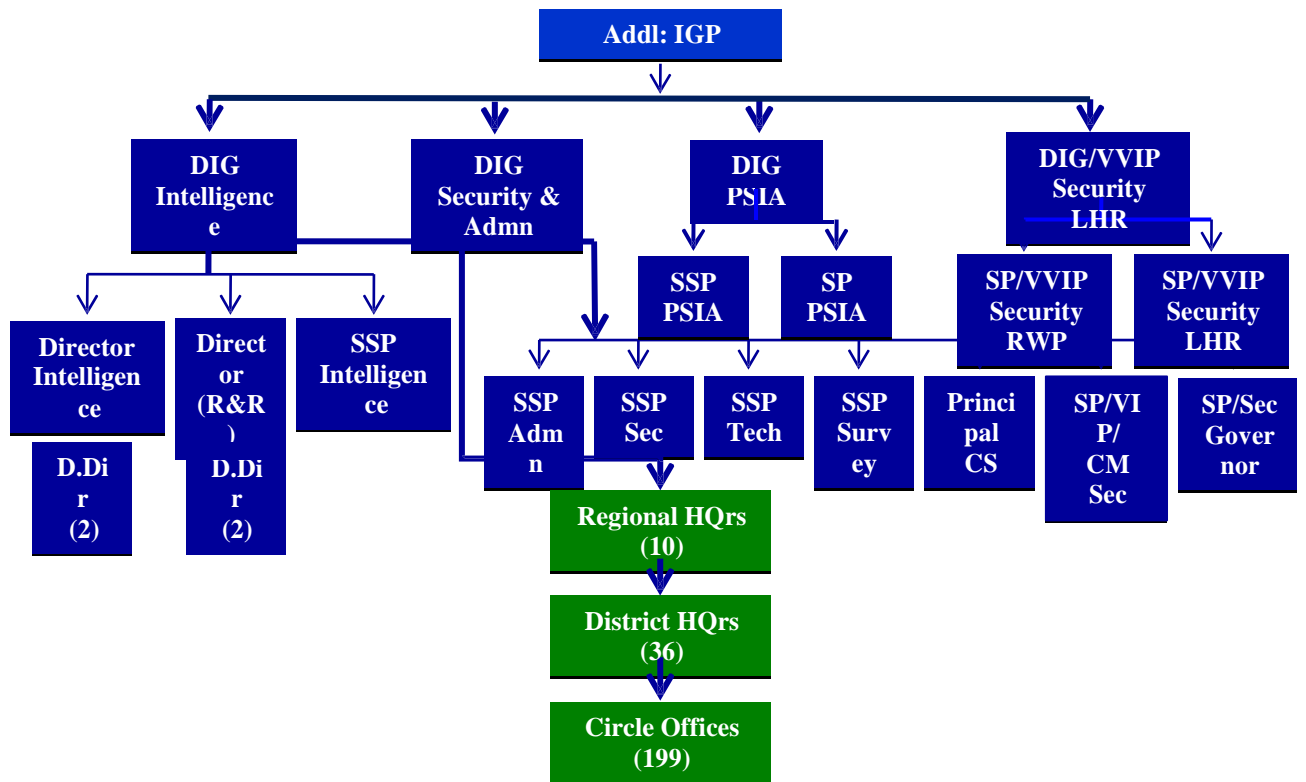 Addl: IGP
DIG
Intelligenc
e
DIG
Security &
Admn
DIG
PSIA
DIG/VVIP
Security
LHR
SSP
PSIA
SP
PSIA
SP/VVIP
Security
RWP
SP/VVIP
Security
LHR
Director
Intelligen
ce
Direct
or
(R&R
)
SSP
Intelligen
ce
D.Di
r
(2)
D.Di
r
(2)
SSP
Adm
n
SSP
Sec
SSP
Tech
SSP
Surv
ey
Princi
pal
CS
SP/VI
P/
CM
Sec
SP/Sec
Gover
nor
Regional HQrs
(10)
District HQrs
(36)
Circle Offices
(199)